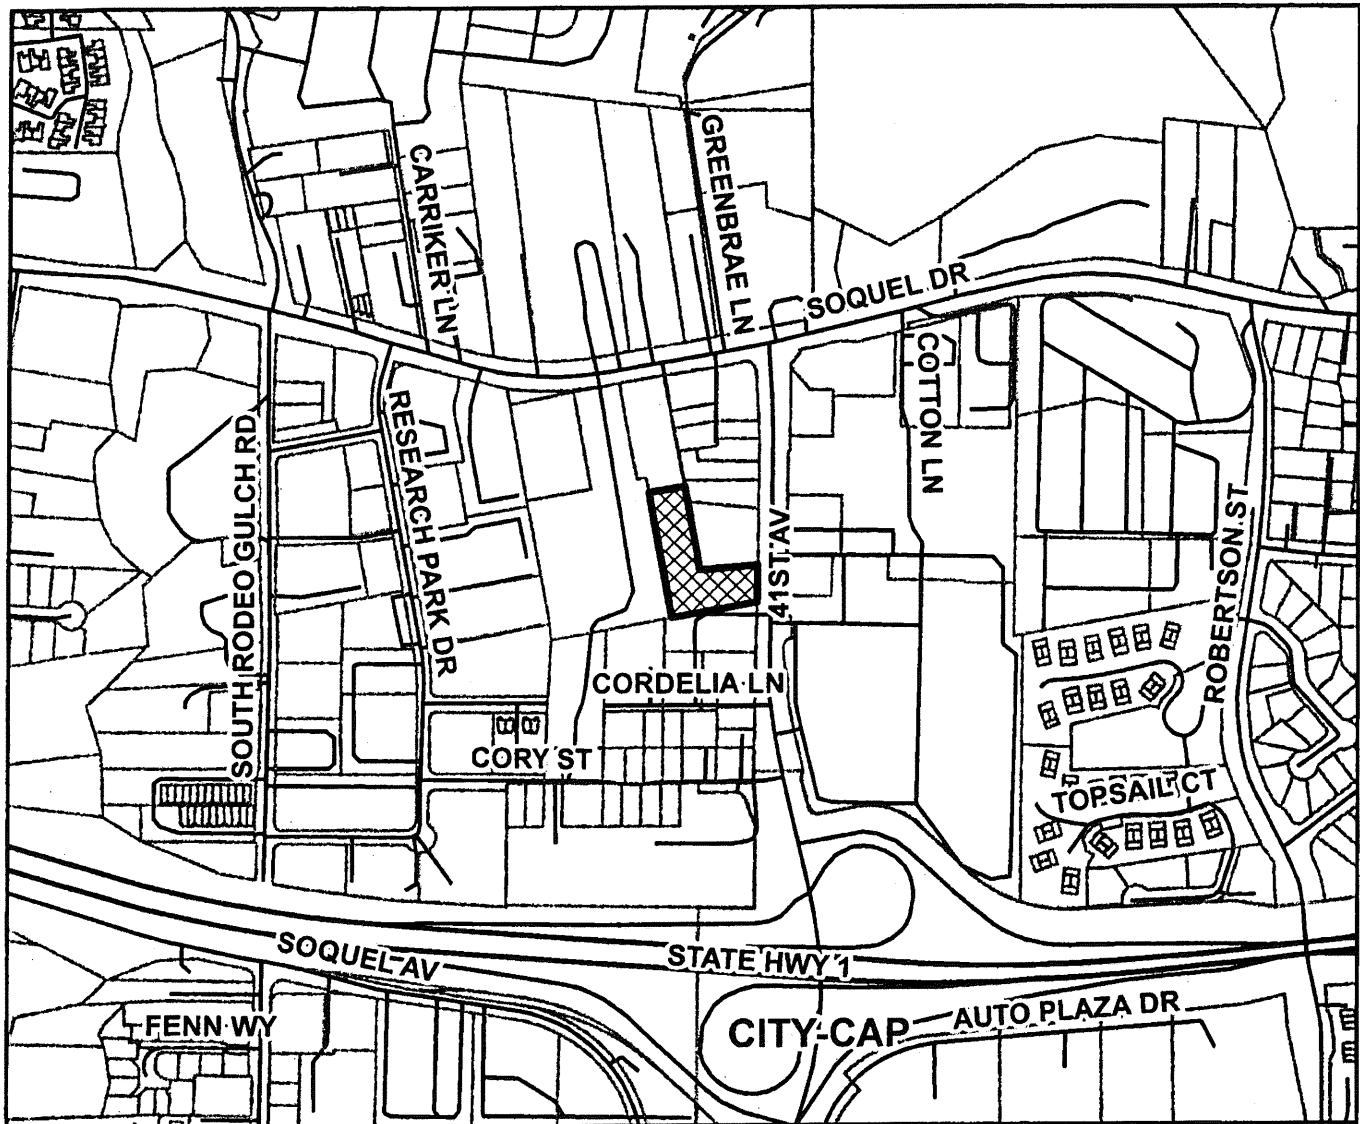 CARRIKER LN
GREENBRAE LN
SOQUEL DR
COTTON LN
RESEARCH PARK DR
SOUTH RODEO GULCH RD
41ST AV
ROBERTSON ST
CORDELIA LN
CORY ST
TOPSAIL CT
SOQUEL AV
STATE HWY 1
FENN WY
CITY-CAP
AUTO PLAZA DR